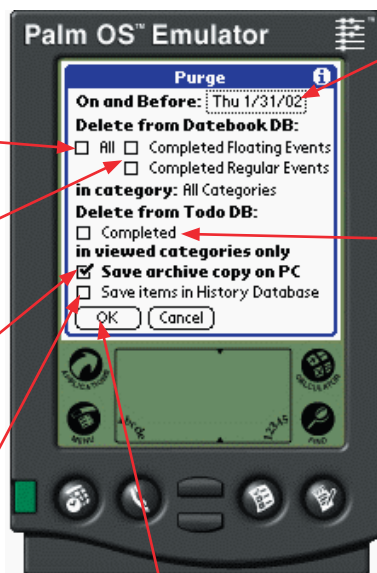 Palm OS™ Emulator
Purge
On and Before: Thu 1/31/02
Delete from Datebook DB:
All Completed Floating Events
Completed Regular Events
in category: All Categories
Delete from Todo DB:
Completed
in viewed categories only
Save archive copy on PC
Save items in History Database
OK Cancel
APPLICATIONS CALCULATOR
abcde 12345
MENU FIND